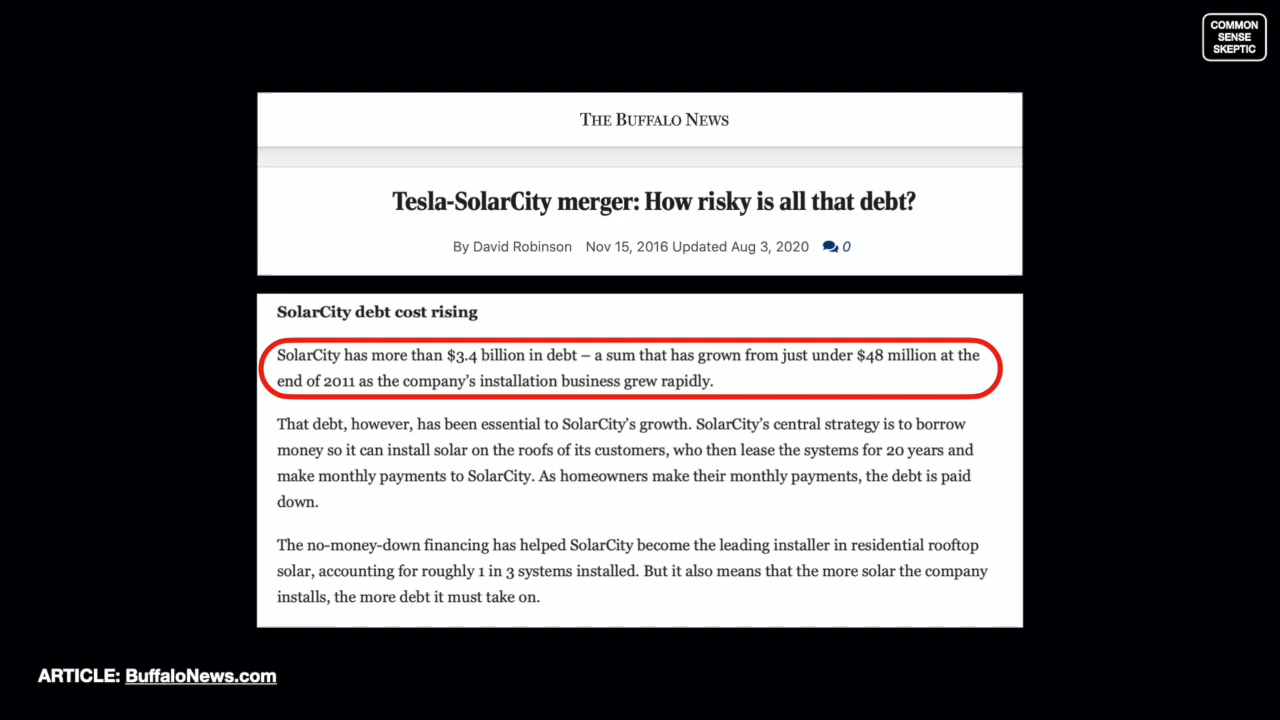 COMMON
SENSE
SKEPTIC
THE BUFFALO NEWS
Tesla-SolarCity merger: How risky is all that debt?
By David Robinson Nov 15, 2016 Updated Aug 3, 2020 0
SolarCity debt cost rising
SolarCity has more than $3.4 billion in debt – a sum that has grown from just under $48 million at the
end of 2011 as the company's installation business grew rapidly.
That debt, however, has been essential to SolarCity's growth. SolarCity's central strategy is to borrow
money so it can install solar on the roofs of its customers, who then lease the systems for 20 years and
make monthly payments to SolarCity. As homeowners make their monthly payments, the debt is paid
down.
The no-money-down financing has helped SolarCity become the leading installer in residential rooftop
solar, accounting for roughly 1 in 3 systems installed. But it also means that the more solar the company
installs, the more debt it must take on.
ARTICLE: BuffaloNews.com